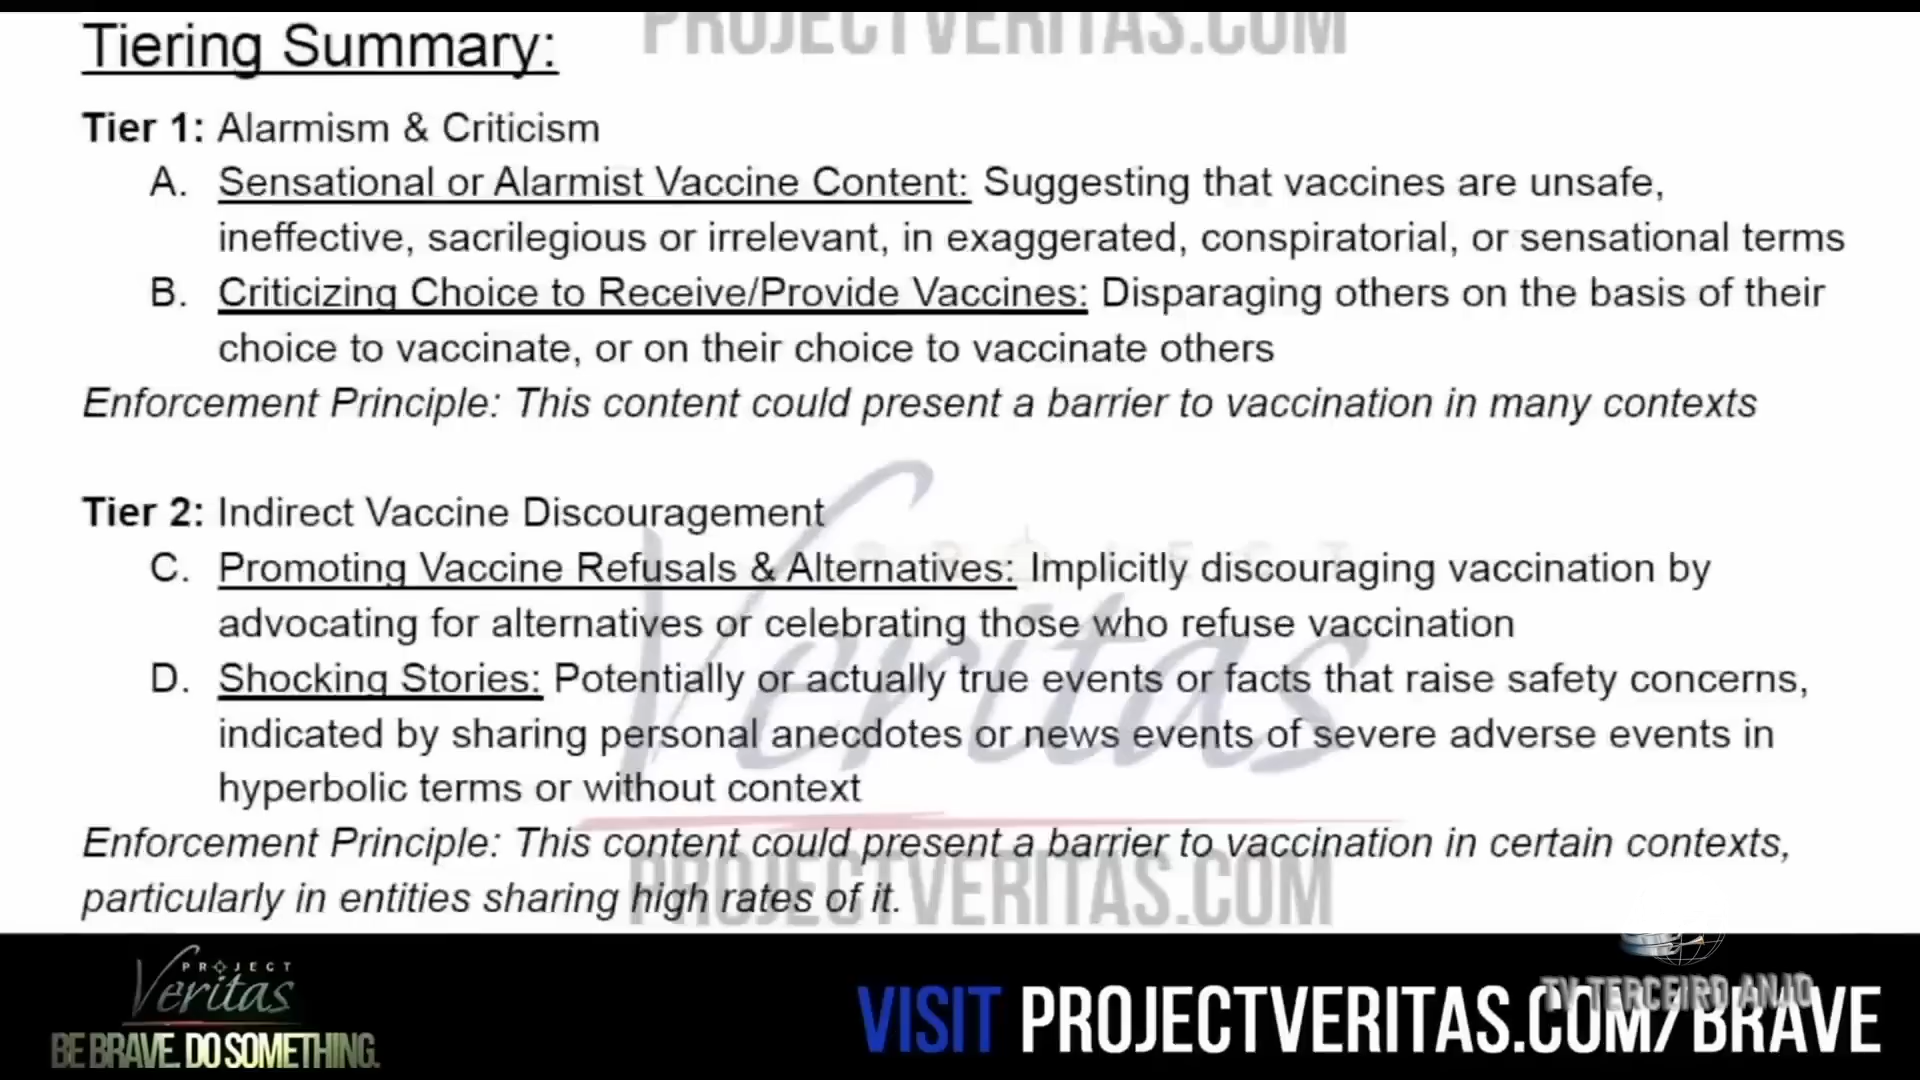 PROJECTVERITAS.COM
Tiering Summary:
Tier 1: Alarmism & Criticism
A. Sensational or Alarmist Vaccine Content: Suggesting that vaccines are unsafe,
ineffective, sacrilegious or irrelevant, in exaggerated, conspiratorial, or sensational terms
B. Criticizing Choice to Receive/Provide Vaccines: Disparaging others on the basis of their
choice to vaccinate, or on their choice to vaccinate others
Enforcement Principle: This content could present a barrier to vaccination in many contexts
Tier 2: Indirect Vaccine Discouragement
PROJECT
Veritas
C. Promoting Vaccine Refusals & Alternatives: Implicitly discouraging vaccination by
advocating for alternatives or celebrating those who refuse vaccination
D. Shocking Stories: Potentially or actually true events or facts that raise safety concerns,
indicated by sharing personal anecdotes or news events of severe adverse events in
hyperbolic terms or without context
Enforcement Principle: This content could present a barrier to vaccination in certain contexts,
particularly in entities sharing high rates of it.
PROJECTVERITAS.COM
PROJECT
Veritas
BE BRAVE. DO SOMETHING.
TV TERCEIRO ANJO
VISIT PROJECTVERITAS.COM/BRAVE